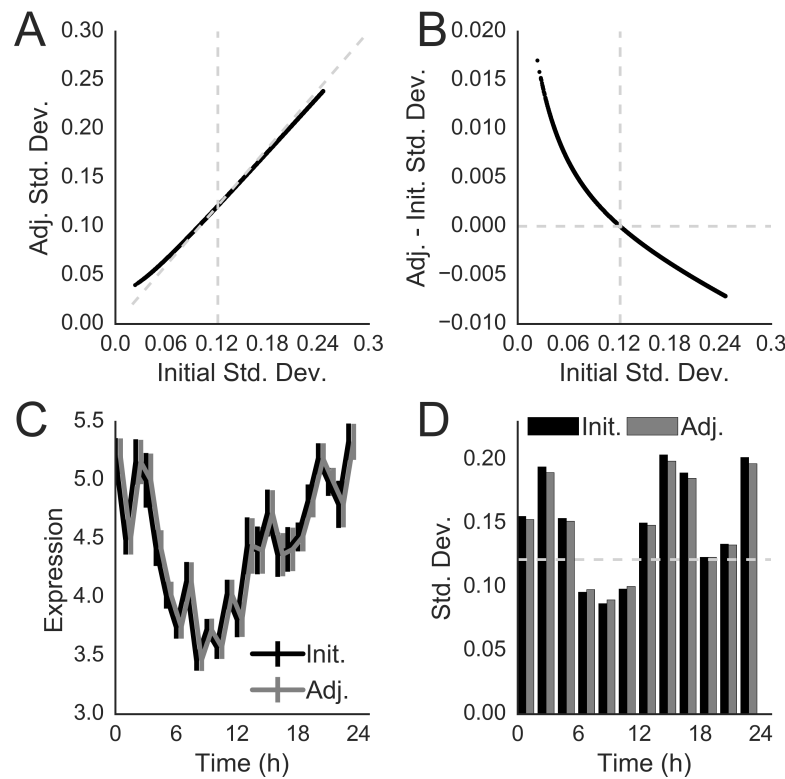 A
0.30
0.25
0.20
0.15
0.10
0.05
0.00
Adj. Std. Dev.
0.0 0.06 0.12 0.18 0.24 0.3
Initial Std. Dev.
B
0.020
0.015
0.010
0.005
0.000
−0.005
−0.010
Adj. - Init. Std. Dev.
0.0 0.06 0.12 0.18 0.24 0.3
Initial Std. Dev.
C
5.5
5.0
4.5
4.0
3.5
3.0
Expression
Init.
Adj.
0 6 12 18 24
Time (h)
D
Init. Adj.
0.20
0.15
0.10
0.05
0.00
Std. Dev.
0 6 12 18 24
Time (h)